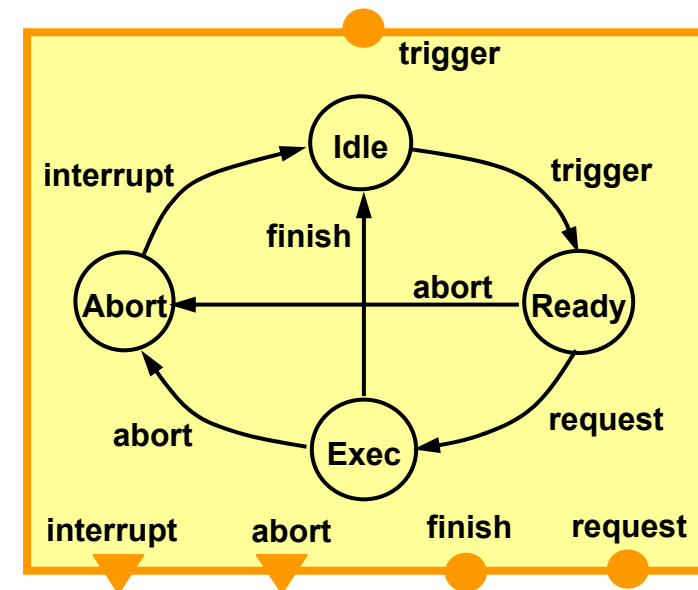 trigger
Idle
interrupt
trigger
finish
abort
Abort
Ready
abort
request
Exec
interrupt
abort
finish
request